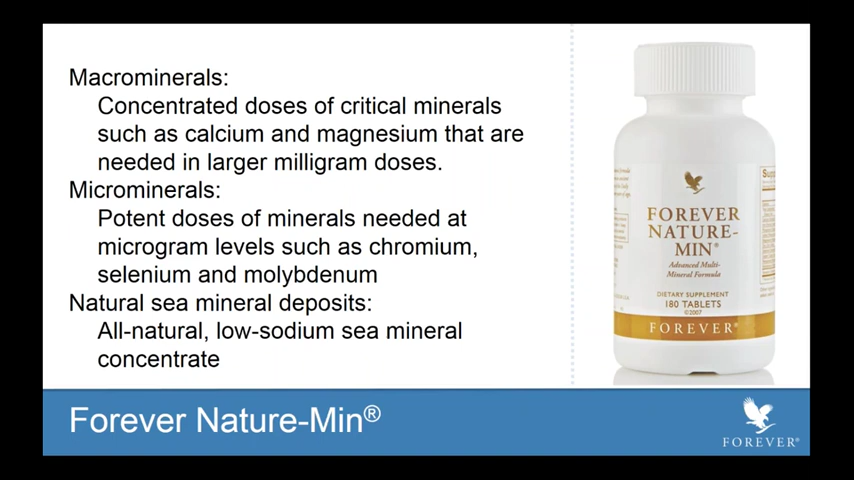 Macrominerals:
Concentrated doses of critical minerals
such as calcium and magnesium that are
needed in larger milligram doses.
Microminerals:
Potent doses of minerals needed at
microgram levels such as chromium,
selenium and molybdenum
Natural sea mineral deposits:
All-natural, low-sodium sea mineral
concentrate
FOREVER
NATURE-
MIN®
Advanced Multi-
Mineral Formula
DIETARY SUPPLEMENT
180 TABLETS
©2007
FOREVER®
Forever Nature-Min®
FOREVER®